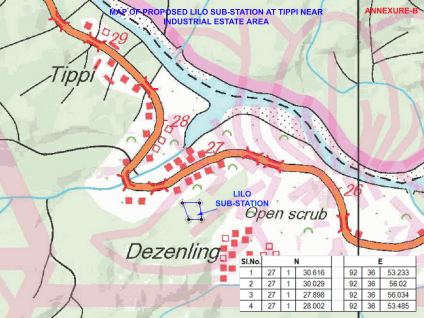 MAP OF PROPOSED LILO SUB-STATION AT TIPPI NEAR
INDUSTRIAL ESTATE AREA
ANNEXURE-B
29
Tippi
28
27
26
LILO
SUB-STATION
Open scrub
Dezenling
Sl.No. N E
1 27 1 30.616 92 36 53.233
2 27 1 30.029 92 36 56.02
3 27 1 27.898 92 36 56.034
4 27 1 28.002 92 36 53.485